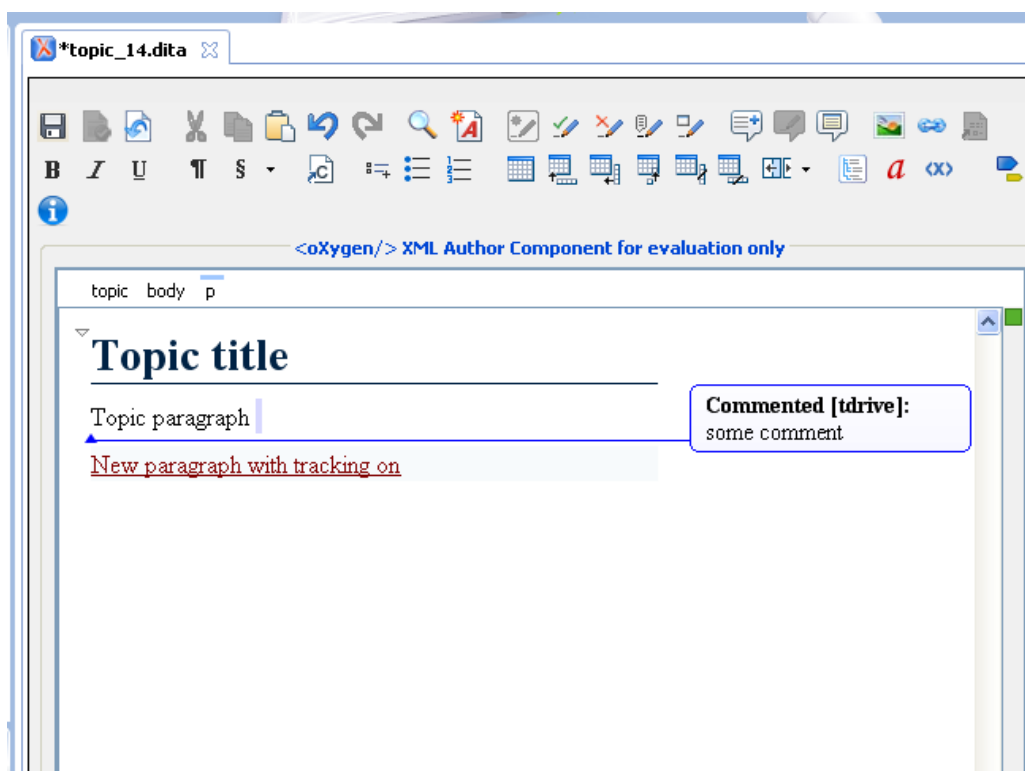 *topic_14.dita
B I U ¶ §
<oXygen/> XML Author Component for evaluation only
topic body p
Topic title
Topic paragraph
Commented [tdrive]:
some comment
New paragraph with tracking on